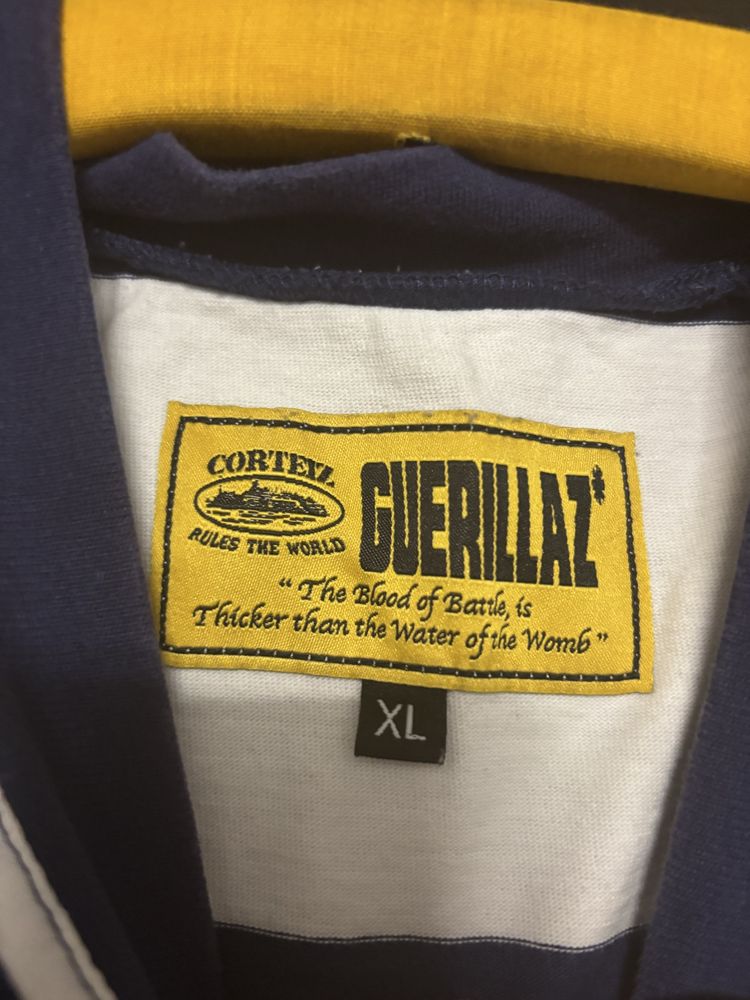 CORTEIZ
RULES THE WORLD
GUERILLAZ
“The Blood of Battle, is
Thicker than the Water of the Womb”
XL